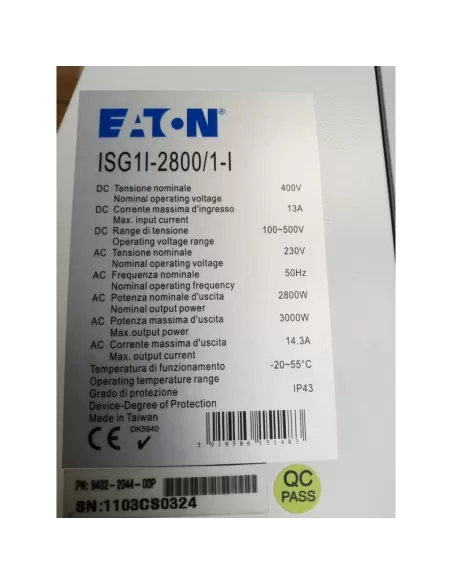 EATON®
ISG1I-2800/1-I
DC Tensione nominale 400V
Nominal operating voltage
DC Corrente massima d'ingresso 13A
Max. input current
DC Range di tensione 100~500V
Operating voltage range
AC Tensione nominale 230V
Nominal operating voltage
AC Frequenza nominale 50Hz
Nominal operating frequency
AC Potenza nominale d'uscita 2800W
Nominal output power
AC Potenza massima d'uscita 3000W
Max.output power
AC Corrente massima d'uscita 14.3A
Max. output current
Temperatura di funzionamento -20~55°C
Operating temperature range
Grado di protezione IP43
Device-Degree of Protection
Made in Taiwan
CE DK5940
PN: 9402-2044-00P
SN:1103CS0324
QC
PASS